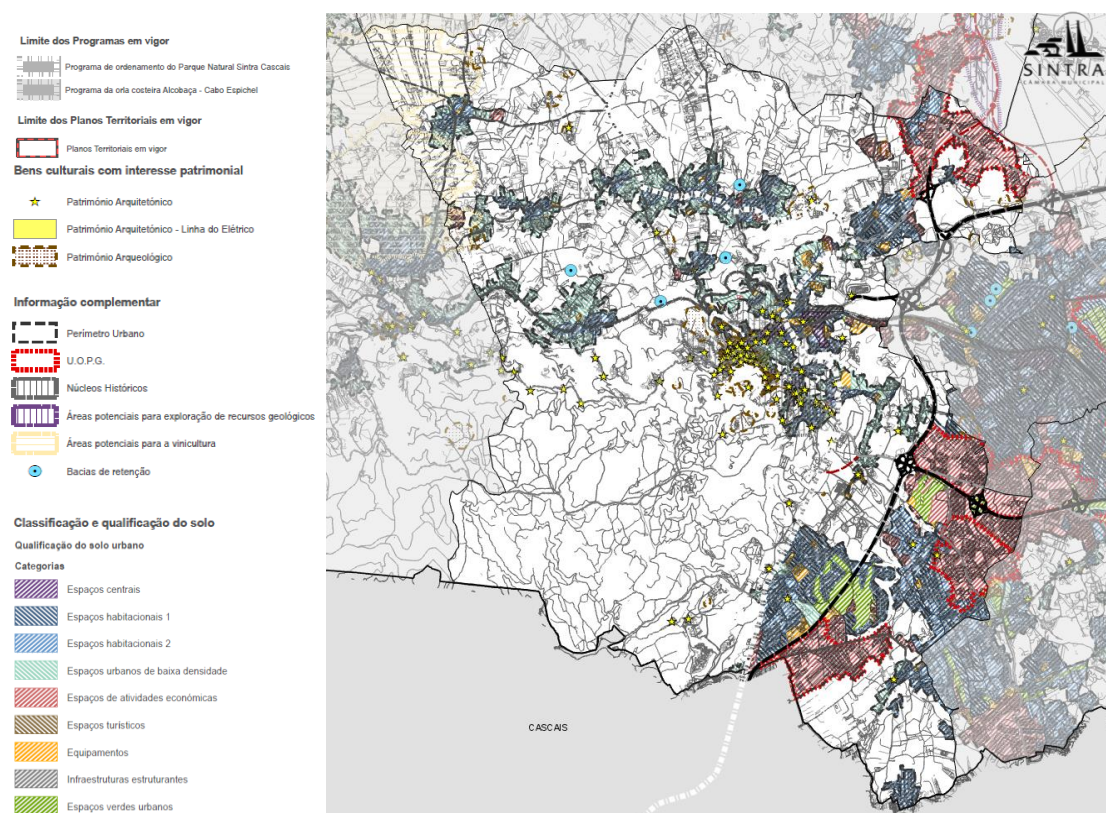 Limite dos Programas em vigor
Programa de ordenamento do Parque Natural Sintra Cascais
Programa da orla costeira Alcobaça - Cabo Espichel
Limite dos Planos Territoriais em vigor
Planos Territoriais em vigor
Bens culturais com interesse patrimonial
Património Arquitetónico
Património Arquitetónico - Linha do Elétrico
Património Arqueológico
Informação complementar
Perímetro Urbano
U.O.P.G.
Núcleos Históricos
Áreas potenciais para exploração de recursos geológicos
Áreas potenciais para a vinicultura
Bacias de retenção
Classificação e qualificação do solo
Qualificação do solo urbano
Categorias
Espaços centrais
Espaços habitacionais 1
Espaços habitacionais 2
Espaços urbanos de baixa densidade
Espaços de atividades económicas
Espaços turísticos
Equipamentos
Infraestruturas estruturantes
Espaços verdes urbanos
SINTRA
CÂMARA MUNICIPAL
CASCAIS